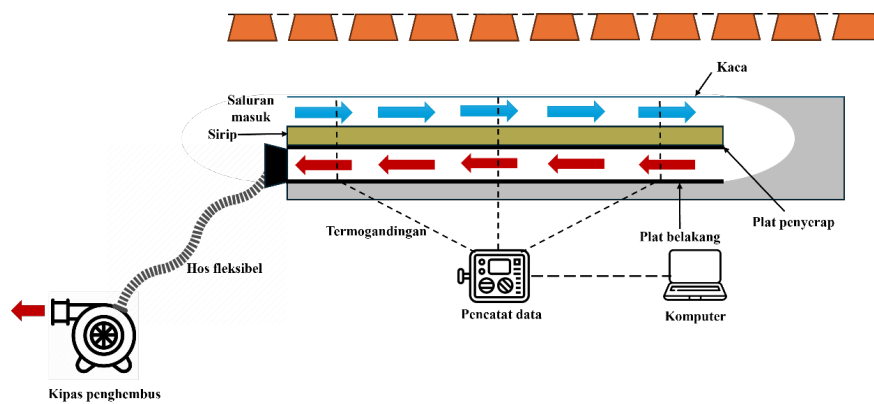 Kaca
Saluran
masuk
Sirip
Plat penyerap
Termogandingan
Plat belakang
Hos fleksibel
Pencatat data
Komputer
Kipas penghembus